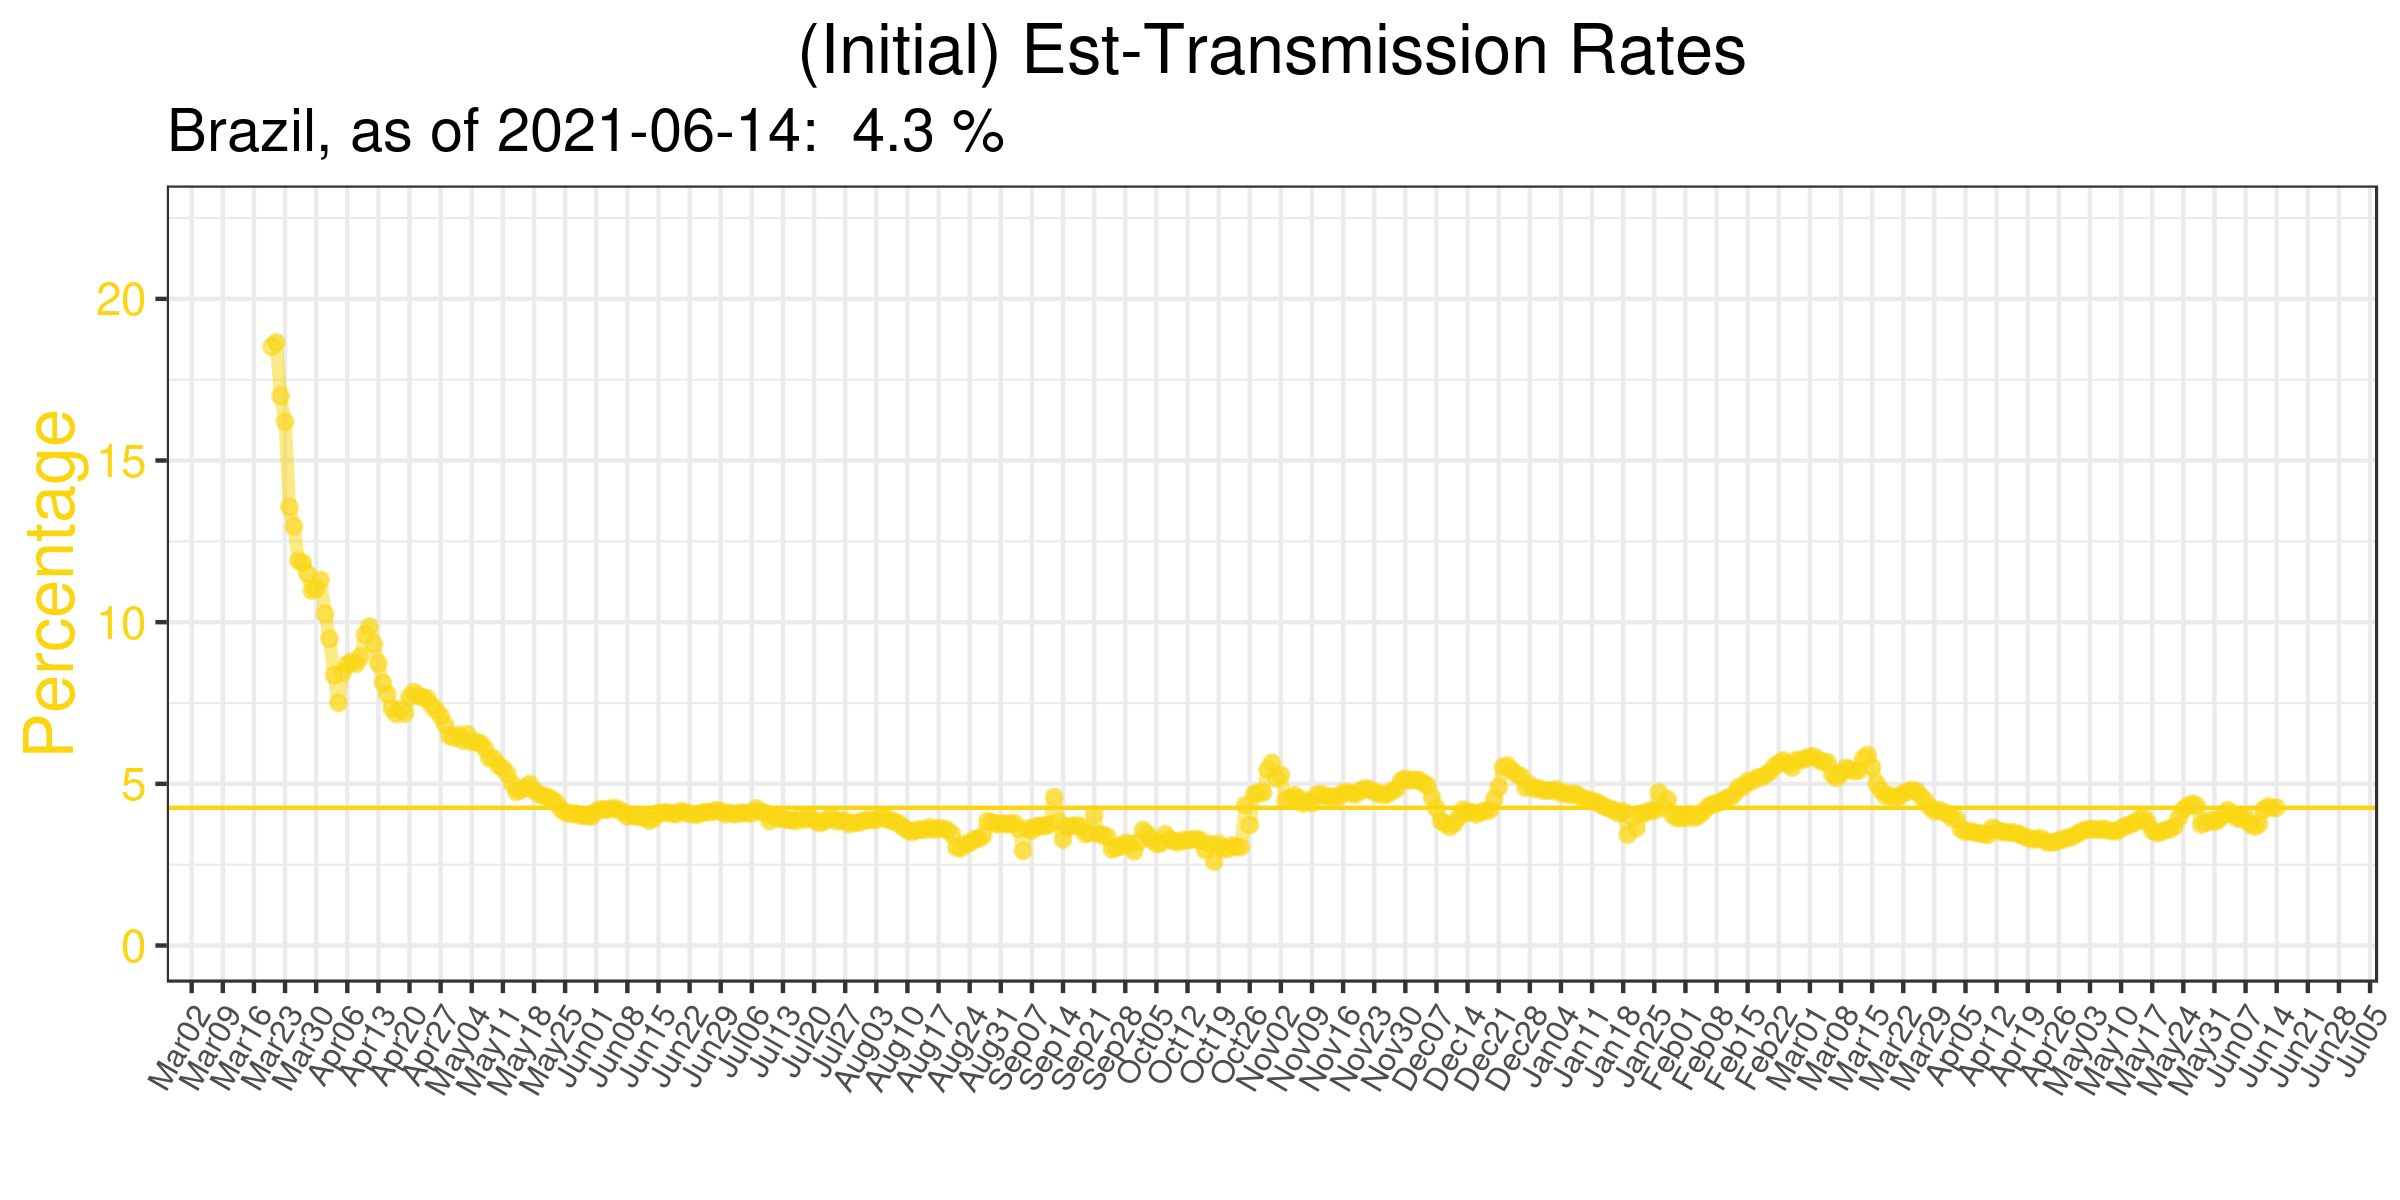 (Initial) Est-Transmission Rates
Brazil, as of 2021-06-14:  4.3 %
Percentage
20
15
10
5
0
Mar02
Mar09
Mar16
Mar23
Mar30
Apr06
Apr13
Apr20
Apr27
May04
May11
May18
May25
Jun01
Jun08
Jun15
Jun22
Jun29
Jul06
Jul13
Jul20
Jul27
Aug03
Aug10
Aug17
Aug24
Aug31
Sep07
Sep14
Sep21
Sep28
Oct05
Oct12
Oct19
Oct26
Nov02
Nov09
Nov16
Nov23
Nov30
Dec07
Dec14
Dec21
Dec28
Jan04
Jan11
Jan18
Jan25
Feb01
Feb08
Feb15
Feb22
Mar01
Mar08
Mar15
Mar22
Mar29
Apr05
Apr12
Apr19
Apr26
May03
May10
May17
May24
May31
Jun07
Jun14
Jun21
Jun28
Jul05